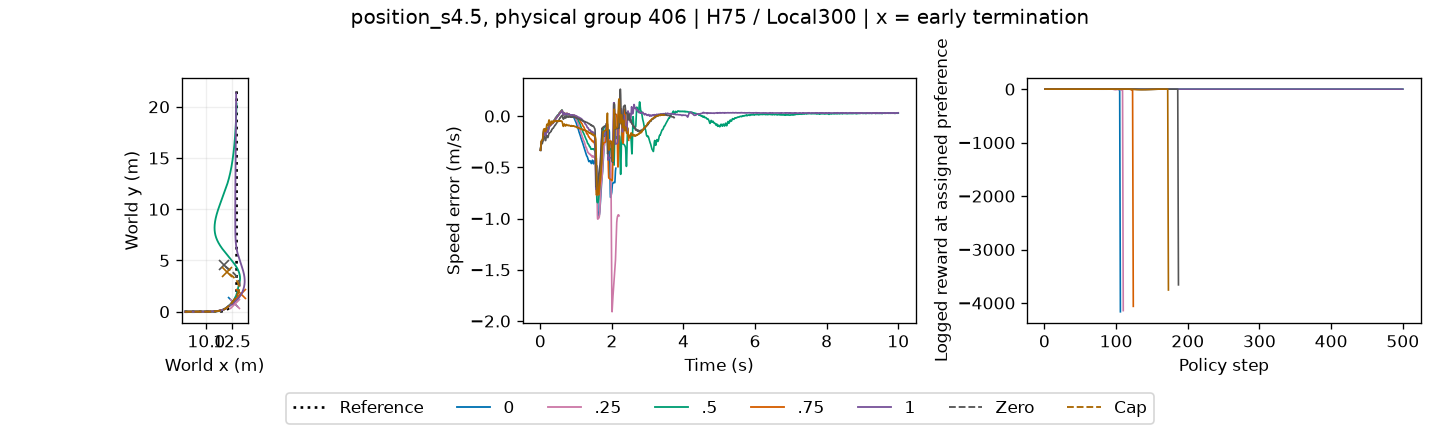 position_s4.5, physical group 406 | H75 / Local300 | x = early termination
World y (m)
20
15
10
5
0
10.0
12.5
World x (m)
Speed error (m/s)
0.0
−0.5
−1.0
−1.5
−2.0
0 2 4 6 8 10
Time (s)
Logged reward at assigned preference
0
−1000
−2000
−3000
−4000
0 100 200 300 400 500
Policy step
Reference 0 .25 .5 .75 1 Zero Cap